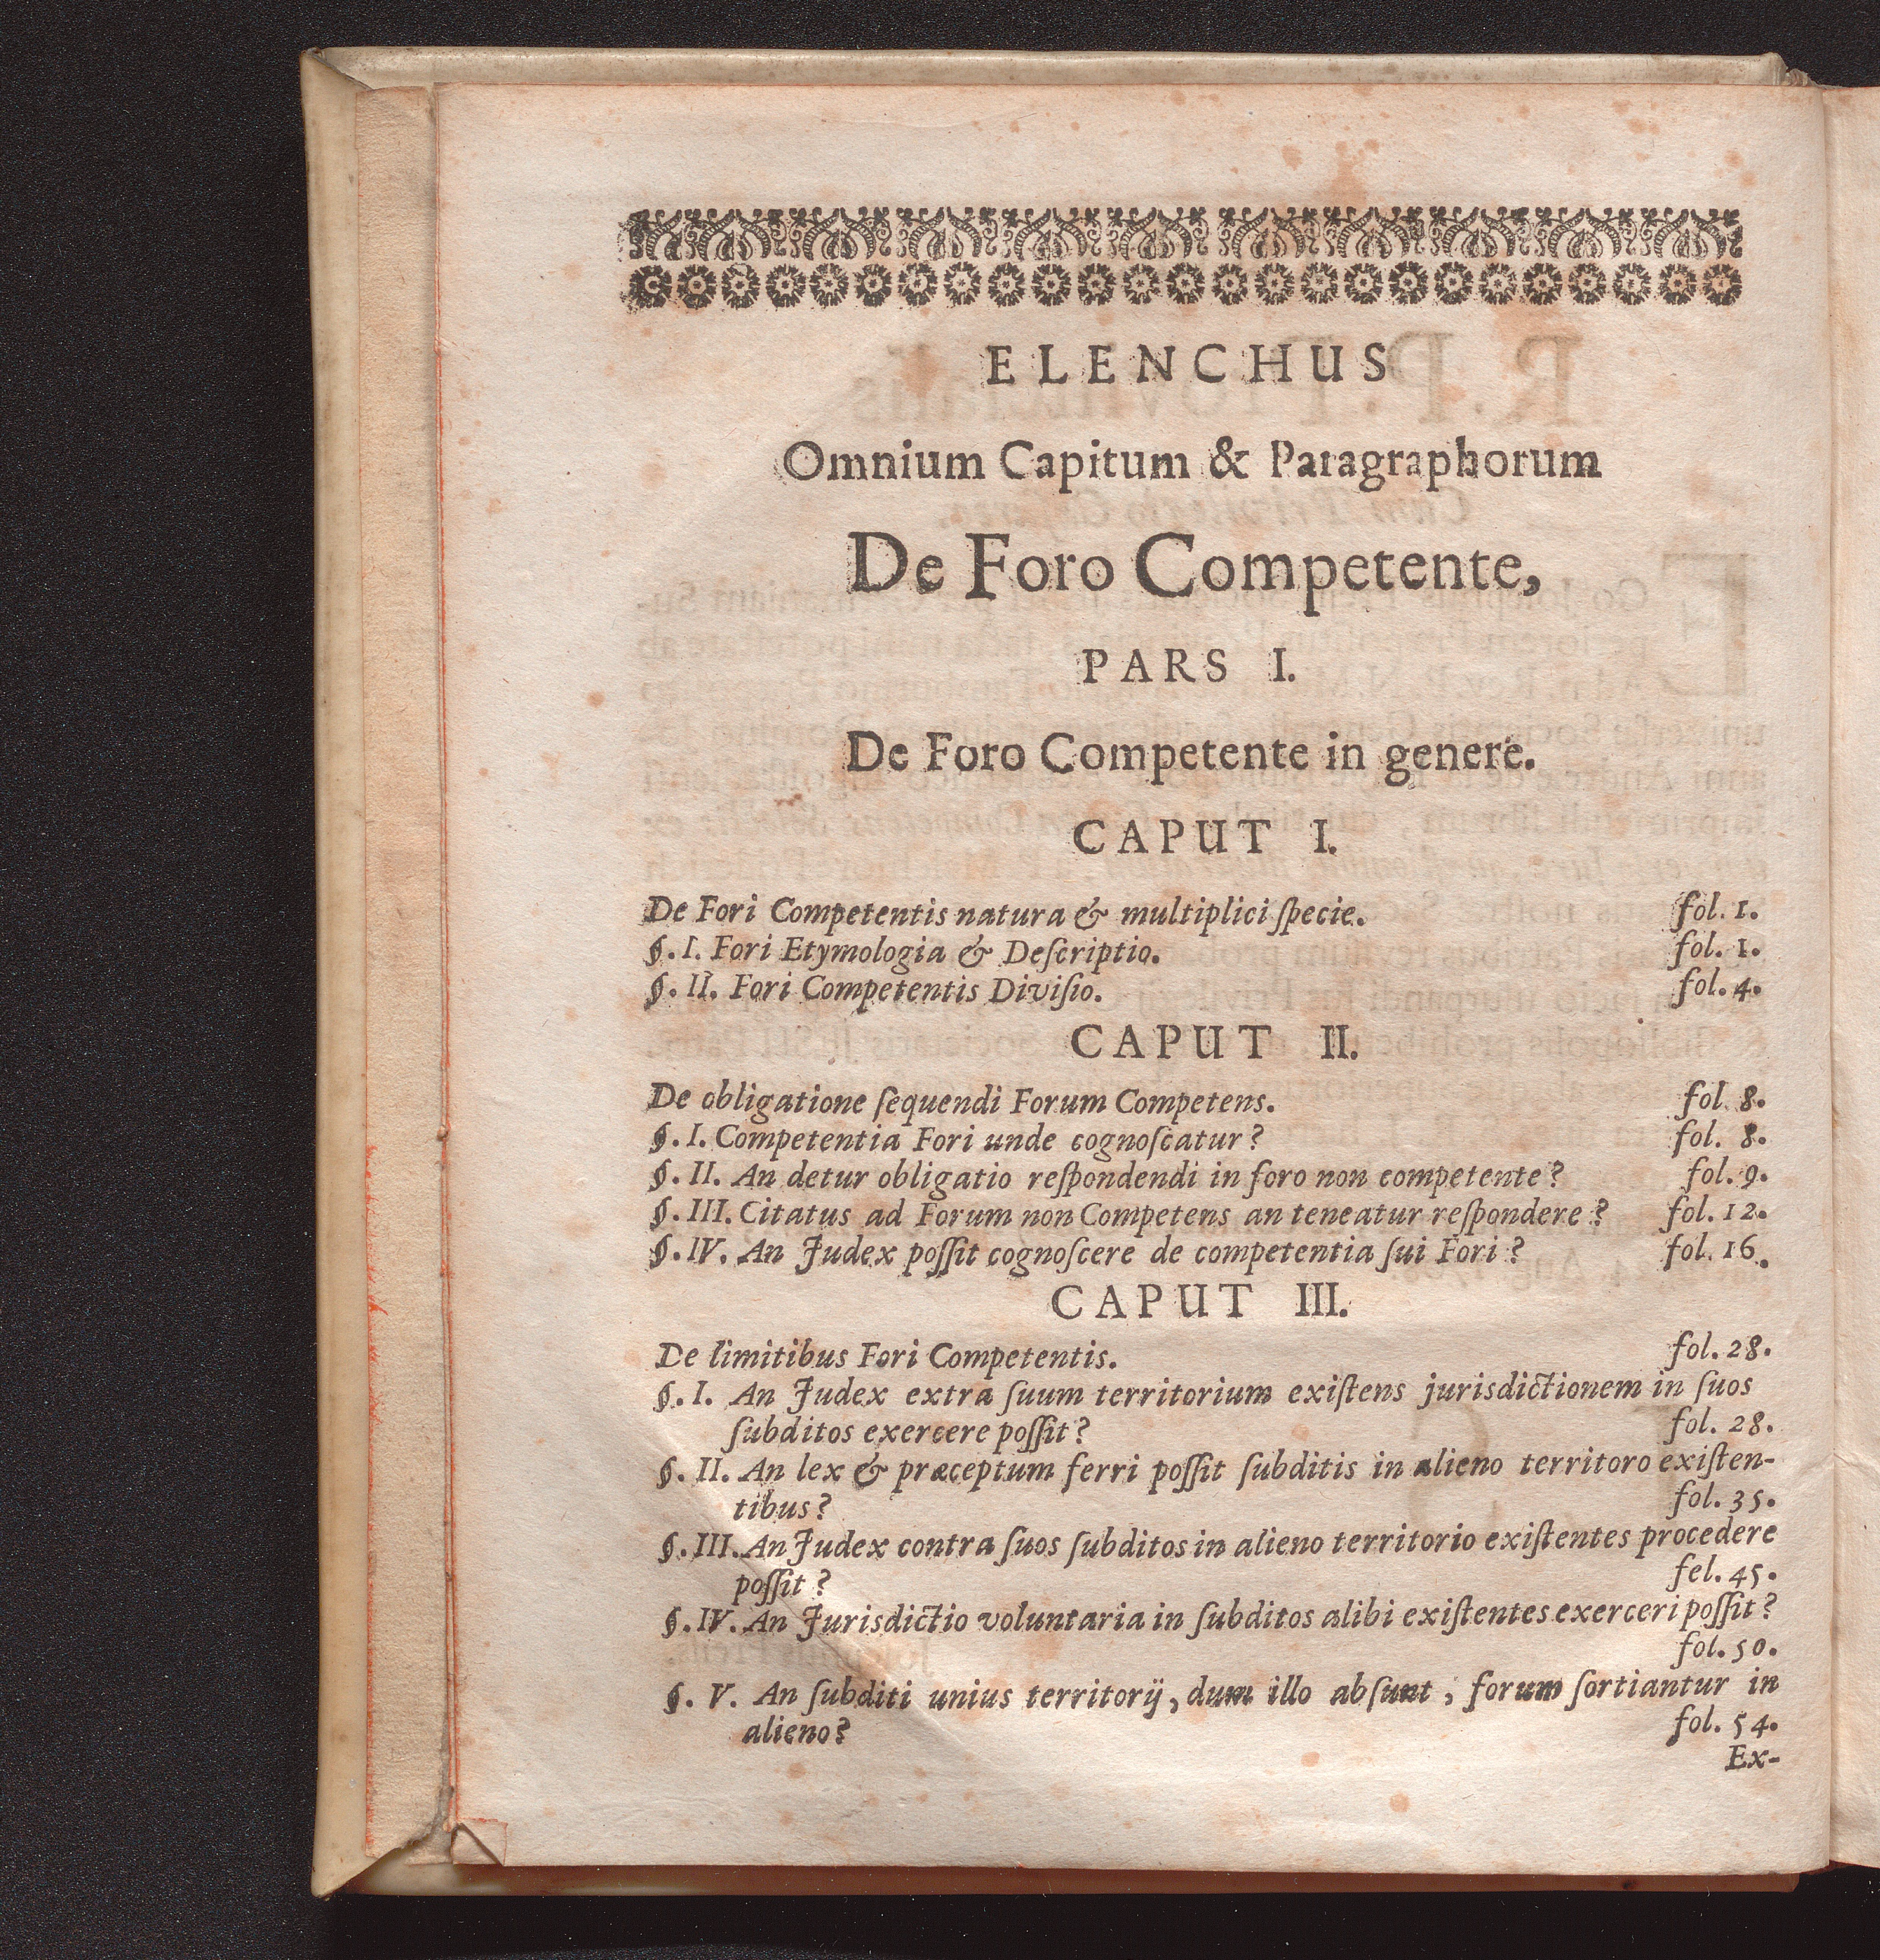 ELENCHUS
Omnium Capitum & Paragraphorum
De Foro Competente,
PARS I.
De Foro Competente in genere.
CAPUT I.
De Fori Competentis natura & multiplici ſpecie. fol. 1.
§. I. Fori Etymologia & Deſcriptio. fol. 1.
§. II. Fori Competentis Diviſio. fol. 4.
CAPUT II.
De obligatione ſequendi Forum Competens. fol. 8.
§. I. Competentia Fori unde cognoſcatur? fol. 8.
§. II. An detur obligatio reſpondendi in foro non competente? fol. 9.
§. III. Citatus ad Forum non Competens an teneatur reſpondere? fol. 12.
§. IV. An Judex poſſit cognoſcere de competentia ſui Fori? fol. 16.
CAPUT III.
De limitibus Fori Competentis. fol. 28.
§. I. An Judex extra ſuum territorium exiſtens jurisdictionem in ſuos
ſubditos exercere poſſit? fol. 28.
§. II. An lex & præceptum ferri poſſit ſubditis in alieno territoro exiſten-
tibus? fol. 35.
§. III. An Judex contra ſuos ſubditos in alieno territorio exiſtentes procedere
poſſit? fel. 45.
§. IV. An Jurisdictio voluntaria in ſubditos alibi exiſtentes exerceri poſſit?
fol. 50.
§. V. An ſubditi unius territorij, dum illo abſunt, forum ſortiantur in
alieno? fol. 54.
Ex-